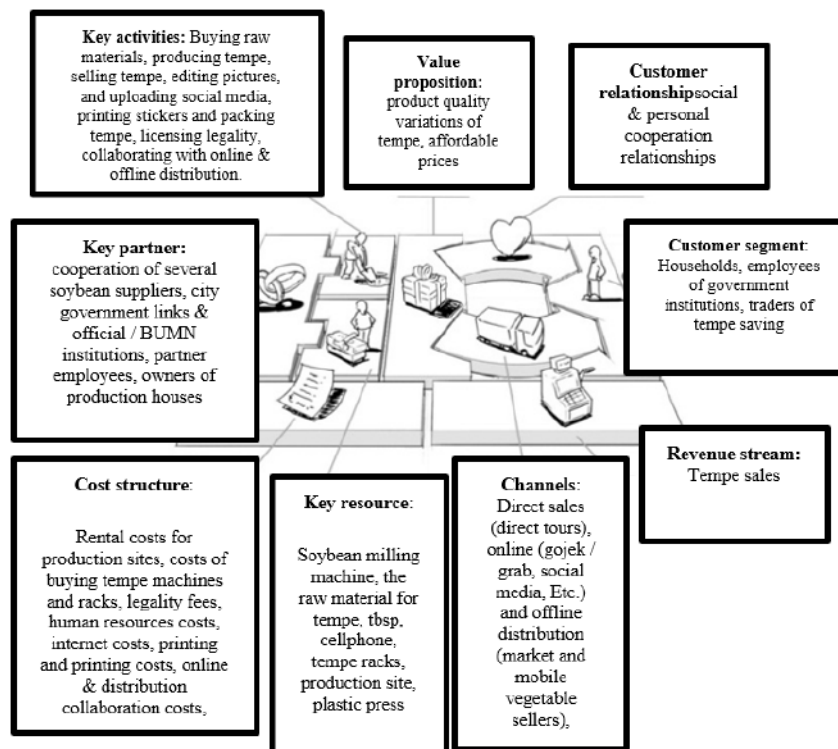 Key activities: Buying raw
materials, producing tempe,
selling tempe, editing pictures,
and uploading social media,
printing stickers and packing
tempe, licensing legality,
collaborating with online &
offline distribution.
Value
proposition:
product quality
variations of
tempe, affordable
prices
Customer
relationshipsocial
& personal
cooperation
relationships
Key partner:
cooperation of several
soybean suppliers, city
government links &
official / BUMN
institutions, partner
employees, owners of
production houses
Customer segment:
Households, employees
of government
institutions, traders
of tempe saving
Cost structure:
Rental costs for
production sites, costs of
buying tempe machines
and racks, legality fees,
human resources costs,
internet costs, printing
and printing costs, online
& distribution
collaboration costs,
Key resource:
Soybean milling
machine, the
raw material for
tempe, tbsp,
cellphone,
tempe racks,
production site,
plastic press
Channels:
Direct sales
(direct tours),
online (gojek /
grab, social
media, Etc.)
and offline
distribution
(market and
mobile
vegetable
sellers),
Revenue stream:
Tempe sales